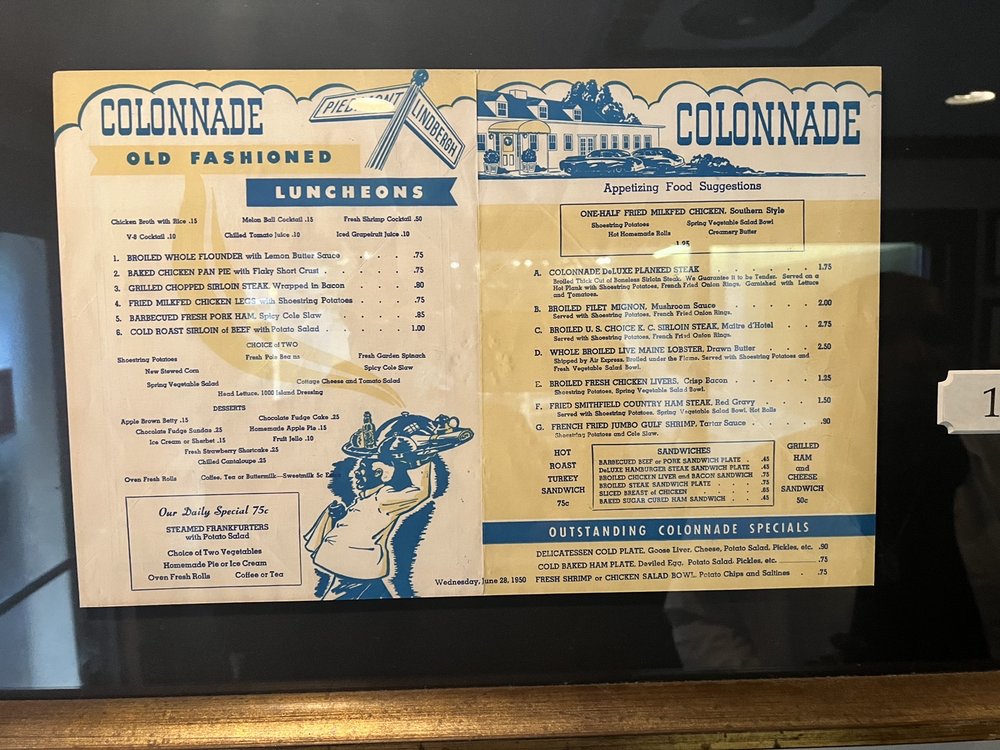 COLONNADE
PIEDMONT
LINDBERGH
OLD FASHIONED
LUNCHEONS
Chicken Broth with Rice .15 Melon Ball Cocktail .15 Fresh Shrimp Cocktail .50
V-8 Cocktail .10 Chilled Tomato Juice .10 Iced Grapefruit Juice .10
1. BROILED WHOLE FLOUNDER with Lemon Butter Sauce .75
2. BAKED CHICKEN PAN PIE with Flaky Short Crust .75
3. GRILLED CHOPPED SIRLOIN STEAK, Wrapped in Bacon .80
4. FRIED MILKFED CHICKEN LEGS with Shoestring Potatoes .75
5. BARBECUED FRESH PORK HAM, Spicy Cole Slaw .85
6. COLD ROAST SIRLOIN of BEEF with Potato Salad 1.00
CHOICE of TWO
Shoestring Potatoes Fresh Pole Beans Fresh Garden Spinach
New Stewed Corn Spicy Cole Slaw
Spring Vegetable Salad Cottage Cheese and Tomato Salad
Head Lettuce, 1000 Island Dressing
DESSERTS
Apple Brown Betty .15 Chocolate Fudge Cake .25
Chocolate Fudge Sundae .25 Homemade Apple Pie .15
Ice Cream or Sherbet .15 Fruit Jello .10
Fresh Strawberry Shortcake .25
Chilled Cantaloupe .25
Oven Fresh Rolls Coffee, Tea or Buttermilk—Sweetmilk 5c Ex
Our Daily Special 75c
STEAMED FRANKFURTERS
with Potato Salad
Choice of Two Vegetables
Homemade Pie or Ice Cream
Oven Fresh Rolls Coffee or Tea
Wednesday, June 28, 1950
COLONNADE
Appetizing Food Suggestions
ONE-HALF FRIED MILKFED CHICKEN, Southern Style
Shoestring Potatoes Spring Vegetable Salad Bowl
Hot Homemade Rolls Creamery Butter
1.25
A. COLONNADE DeLUXE PLANKED STEAK 1.75
Broiled Thick Cut of Boneless Sirloin Steak. We Guarantee it to be Tender. Served on a
Hot Plank with Shoestring Potatoes, French Fried Onion Rings. Garnished with Lettuce
and Tomatoes.
B. BROILED FILET MIGNON, Mushroom Sauce 2.00
Served with Shoestring Potatoes, French Fried Onion Rings.
C. BROILED U. S. CHOICE K. C. SIRLOIN STEAK, Maitre d'Hotel 2.75
Served with Shoestring Potatoes, French Fried Onion Rings.
D. WHOLE BROILED LIVE MAINE LOBSTER, Drawn Butter 2.50
Shipped by Air Express. Broiled under the Flame. Served with Shoestring Potatoes and
Fresh Vegetable Salad Bowl.
E. BROILED FRESH CHICKEN LIVERS, Crisp Bacon 1.25
Shoestring Potatoes, Spring Vegetable Salad Bowl.
F. FRIED SMITHFIELD COUNTRY HAM STEAK, Red Gravy 1.50
Served with Shoestring Potatoes, Spring Vegetable Salad Bowl, Hot Rolls
G. FRENCH FRIED JUMBO GULF SHRIMP, Tartar Sauce .90
Shoestring Potatoes and Cole Slaw.
HOT
ROAST
TURKEY
SANDWICH
75c
SANDWICHES
BARBECUED BEEF or PORK SANDWICH PLATE .45
DeLUXE HAMBURGER STEAK SANDWICH PLATE .45
BROILED CHICKEN LIVER and BACON SANDWICH .75
BROILED STEAK SANDWICH PLATE .75
SLICED BREAST of CHICKEN .65
BAKED SUGAR CURED HAM SANDWICH .45
GRILLED
HAM
and
CHEESE
SANDWICH
50c
OUTSTANDING COLONNADE SPECIALS
DELICATESSEN COLD PLATE, Goose Liver, Cheese, Potato Salad, Pickles, etc. .90
COLD BAKED HAM PLATE, Deviled Egg, Potato Salad, Pickles, etc. .75
FRESH SHRIMP or CHICKEN SALAD BOWL, Potato Chips and Saltines .75
1